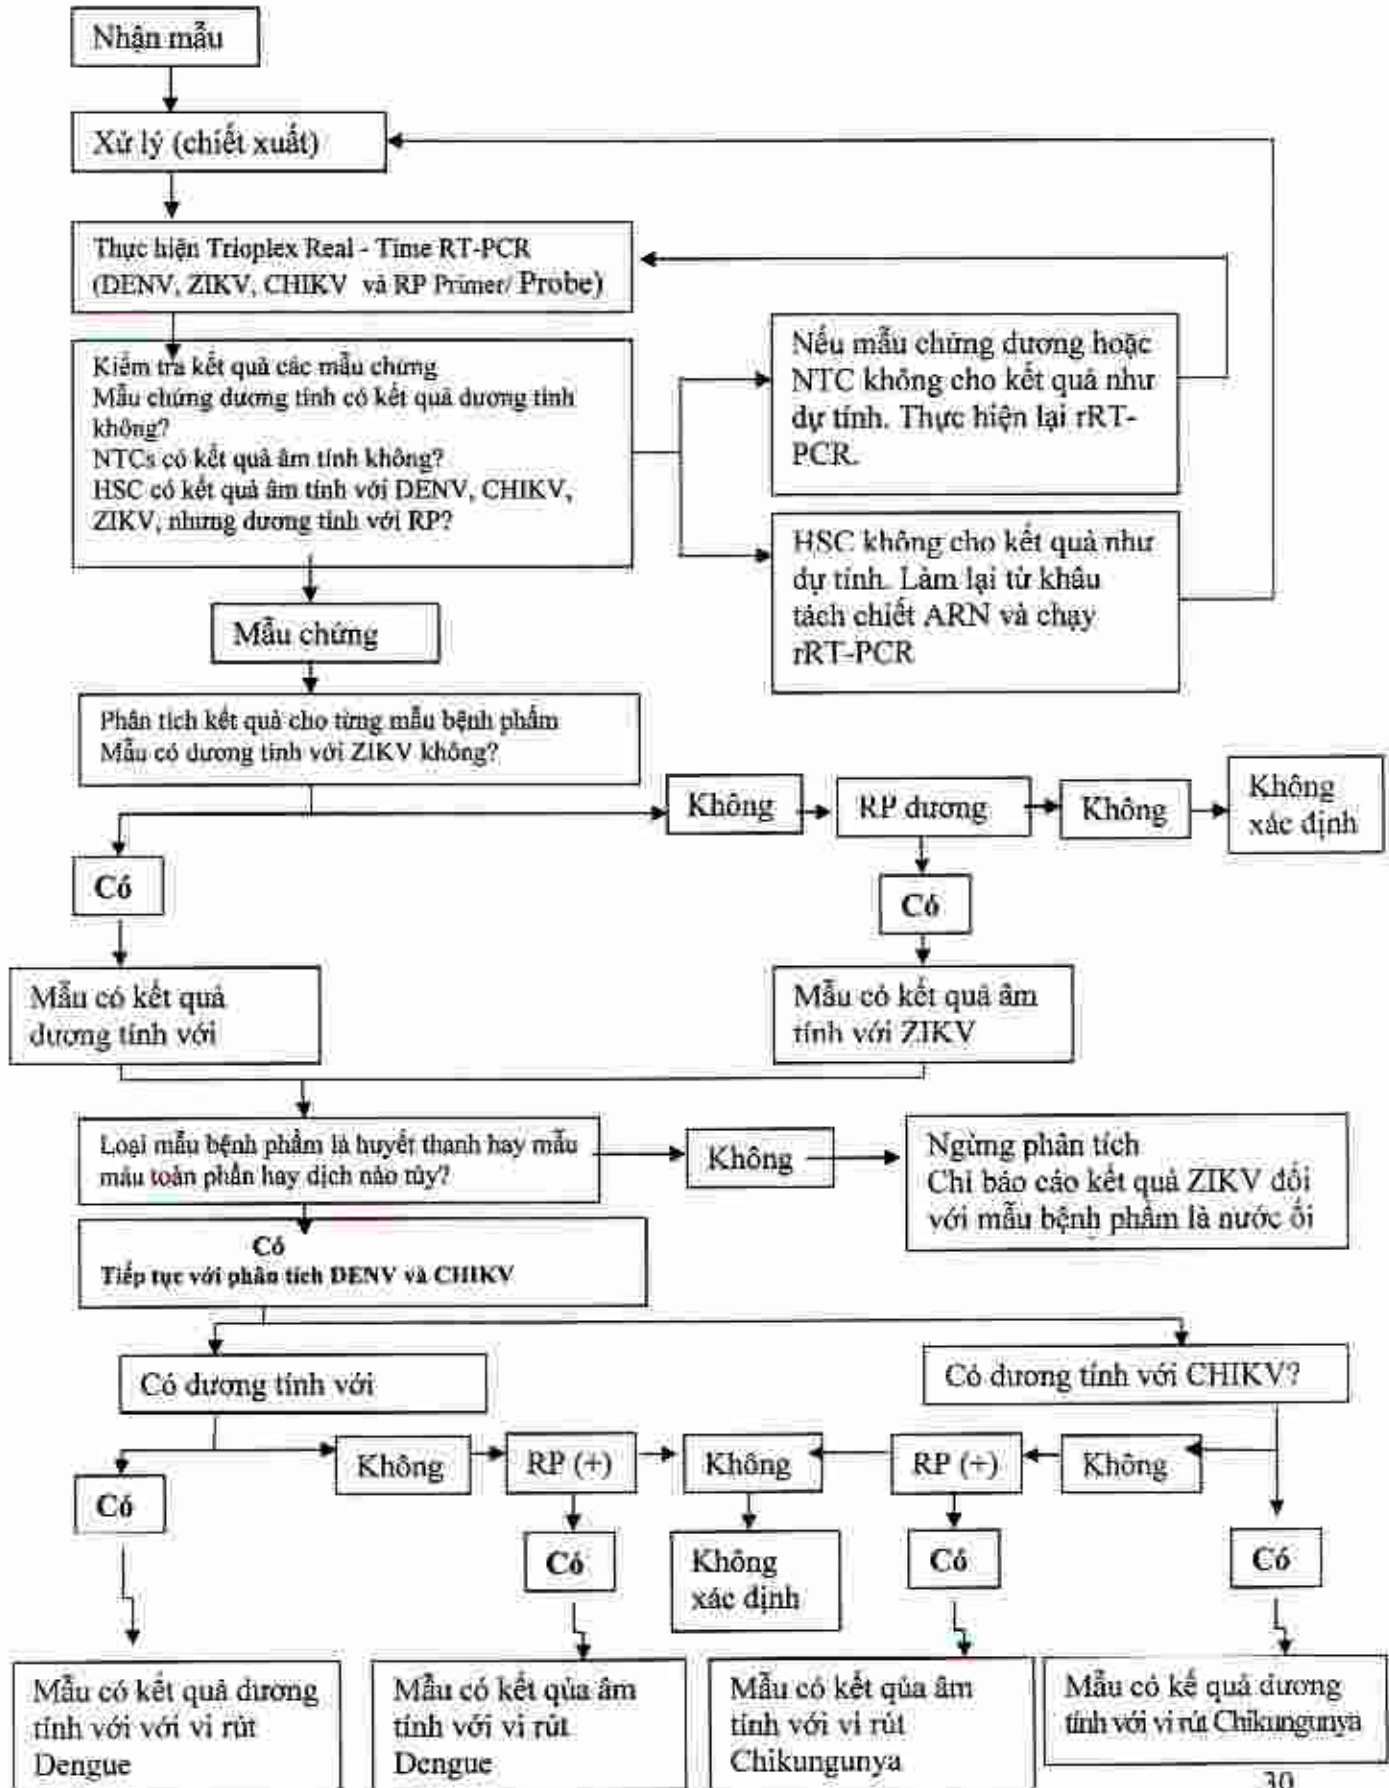 Nhận mẫu
Xử lý (chiết xuất)
Thực hiện Trioplex Real - Time RT-PCR
(DENV, ZIKV, CHIKV và RP Primer/ Probe)
Kiểm tra kết quả các mẫu chứng
Mẫu chứng dương tính có kết quả dương tính
không?
NTCs có kết quả âm tính không?
HSC có kết quả âm tính với DENV, CHIKV,
ZIKV, nhưng dương tính với RP?
Nếu mẫu chứng dương hoặc
NTC không cho kết quả như
dự tính. Thực hiện lại rRT-
PCR.
HSC không cho kết quả như
dự tính. Làm lại từ khâu
tách chiết ARN và chạy
rRT-PCR
Mẫu chứng
Phân tích kết quả cho từng mẫu bệnh phẩm
Mẫu có dương tính với ZIKV không?
Không
RP dương
Không
Không
xác định
Có
Có
Mẫu có kết quả
dương tính với
Mẫu có kết quả âm
tính với ZIKV
Loại mẫu bệnh phẩm là huyết thanh hay mẫu
máu toàn phần hay dịch não tủy?
Không
Ngừng phân tích
Chỉ báo cáo kết quả ZIKV đối
với mẫu bệnh phẩm là nước ối
Có
Tiếp tục với phân tích DENV và CHIKV
Có dương tính với
Có dương tính với CHIKV?
Không
RP (+)
Không
RP (+)
Không
Có
Có
Không
xác định
Có
Có
Mẫu có kết quả dương
tính với với vi rút
Dengue
Mẫu có kết qủa âm
tính với vi rút
Dengue
Mẫu có kết qủa âm
tính với vi rút
Chikungunya
Mẫu có kế quả dương
tính với vi rút Chikungunya
30